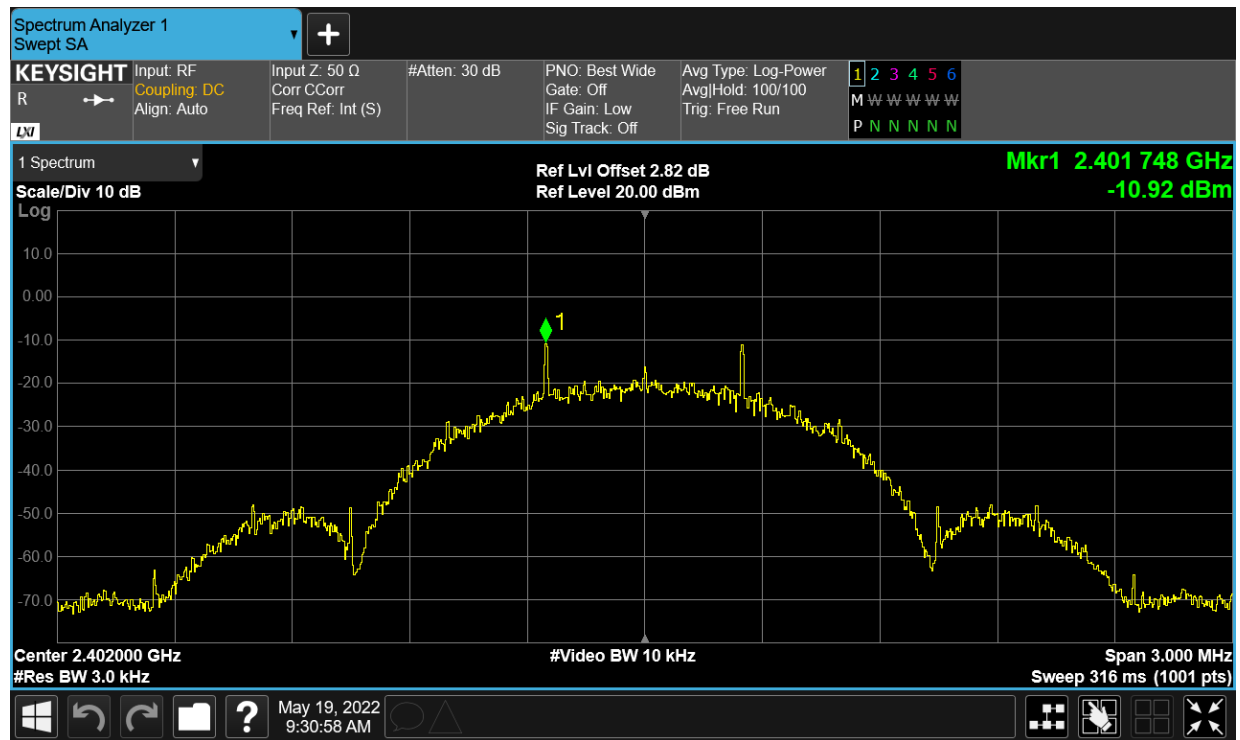 Spectrum Analyzer 1
Swept SA
KEYSIGHT
R
LXI
Input: RF
Coupling: DC
Align: Auto
Input Z: 50 Ω
Corr CCorr
Freq Ref: Int (S)
#Atten: 30 dB
PNO: Best Wide
Gate: Off
IF Gain: Low
Sig Track: Off
Avg Type: Log-Power
Avg|Hold: 100/100
Trig: Free Run
1 2 3 4 5 6
M W W W W W
P N N N N N
1 Spectrum
Scale/Div 10 dB
Ref Lvl Offset 2.82 dB
Ref Level 20.00 dBm
Mkr1 2.401 748 GHz
-10.92 dBm
Log
10.0
0.00
1
-10.0
-20.0
-30.0
-40.0
-50.0
-60.0
-70.0
Center 2.402000 GHz
#Video BW 10 kHz
Span 3.000 MHz
#Res BW 3.0 kHz
Sweep 316 ms (1001 pts)
?
May 19, 2022
9:30:58 AM